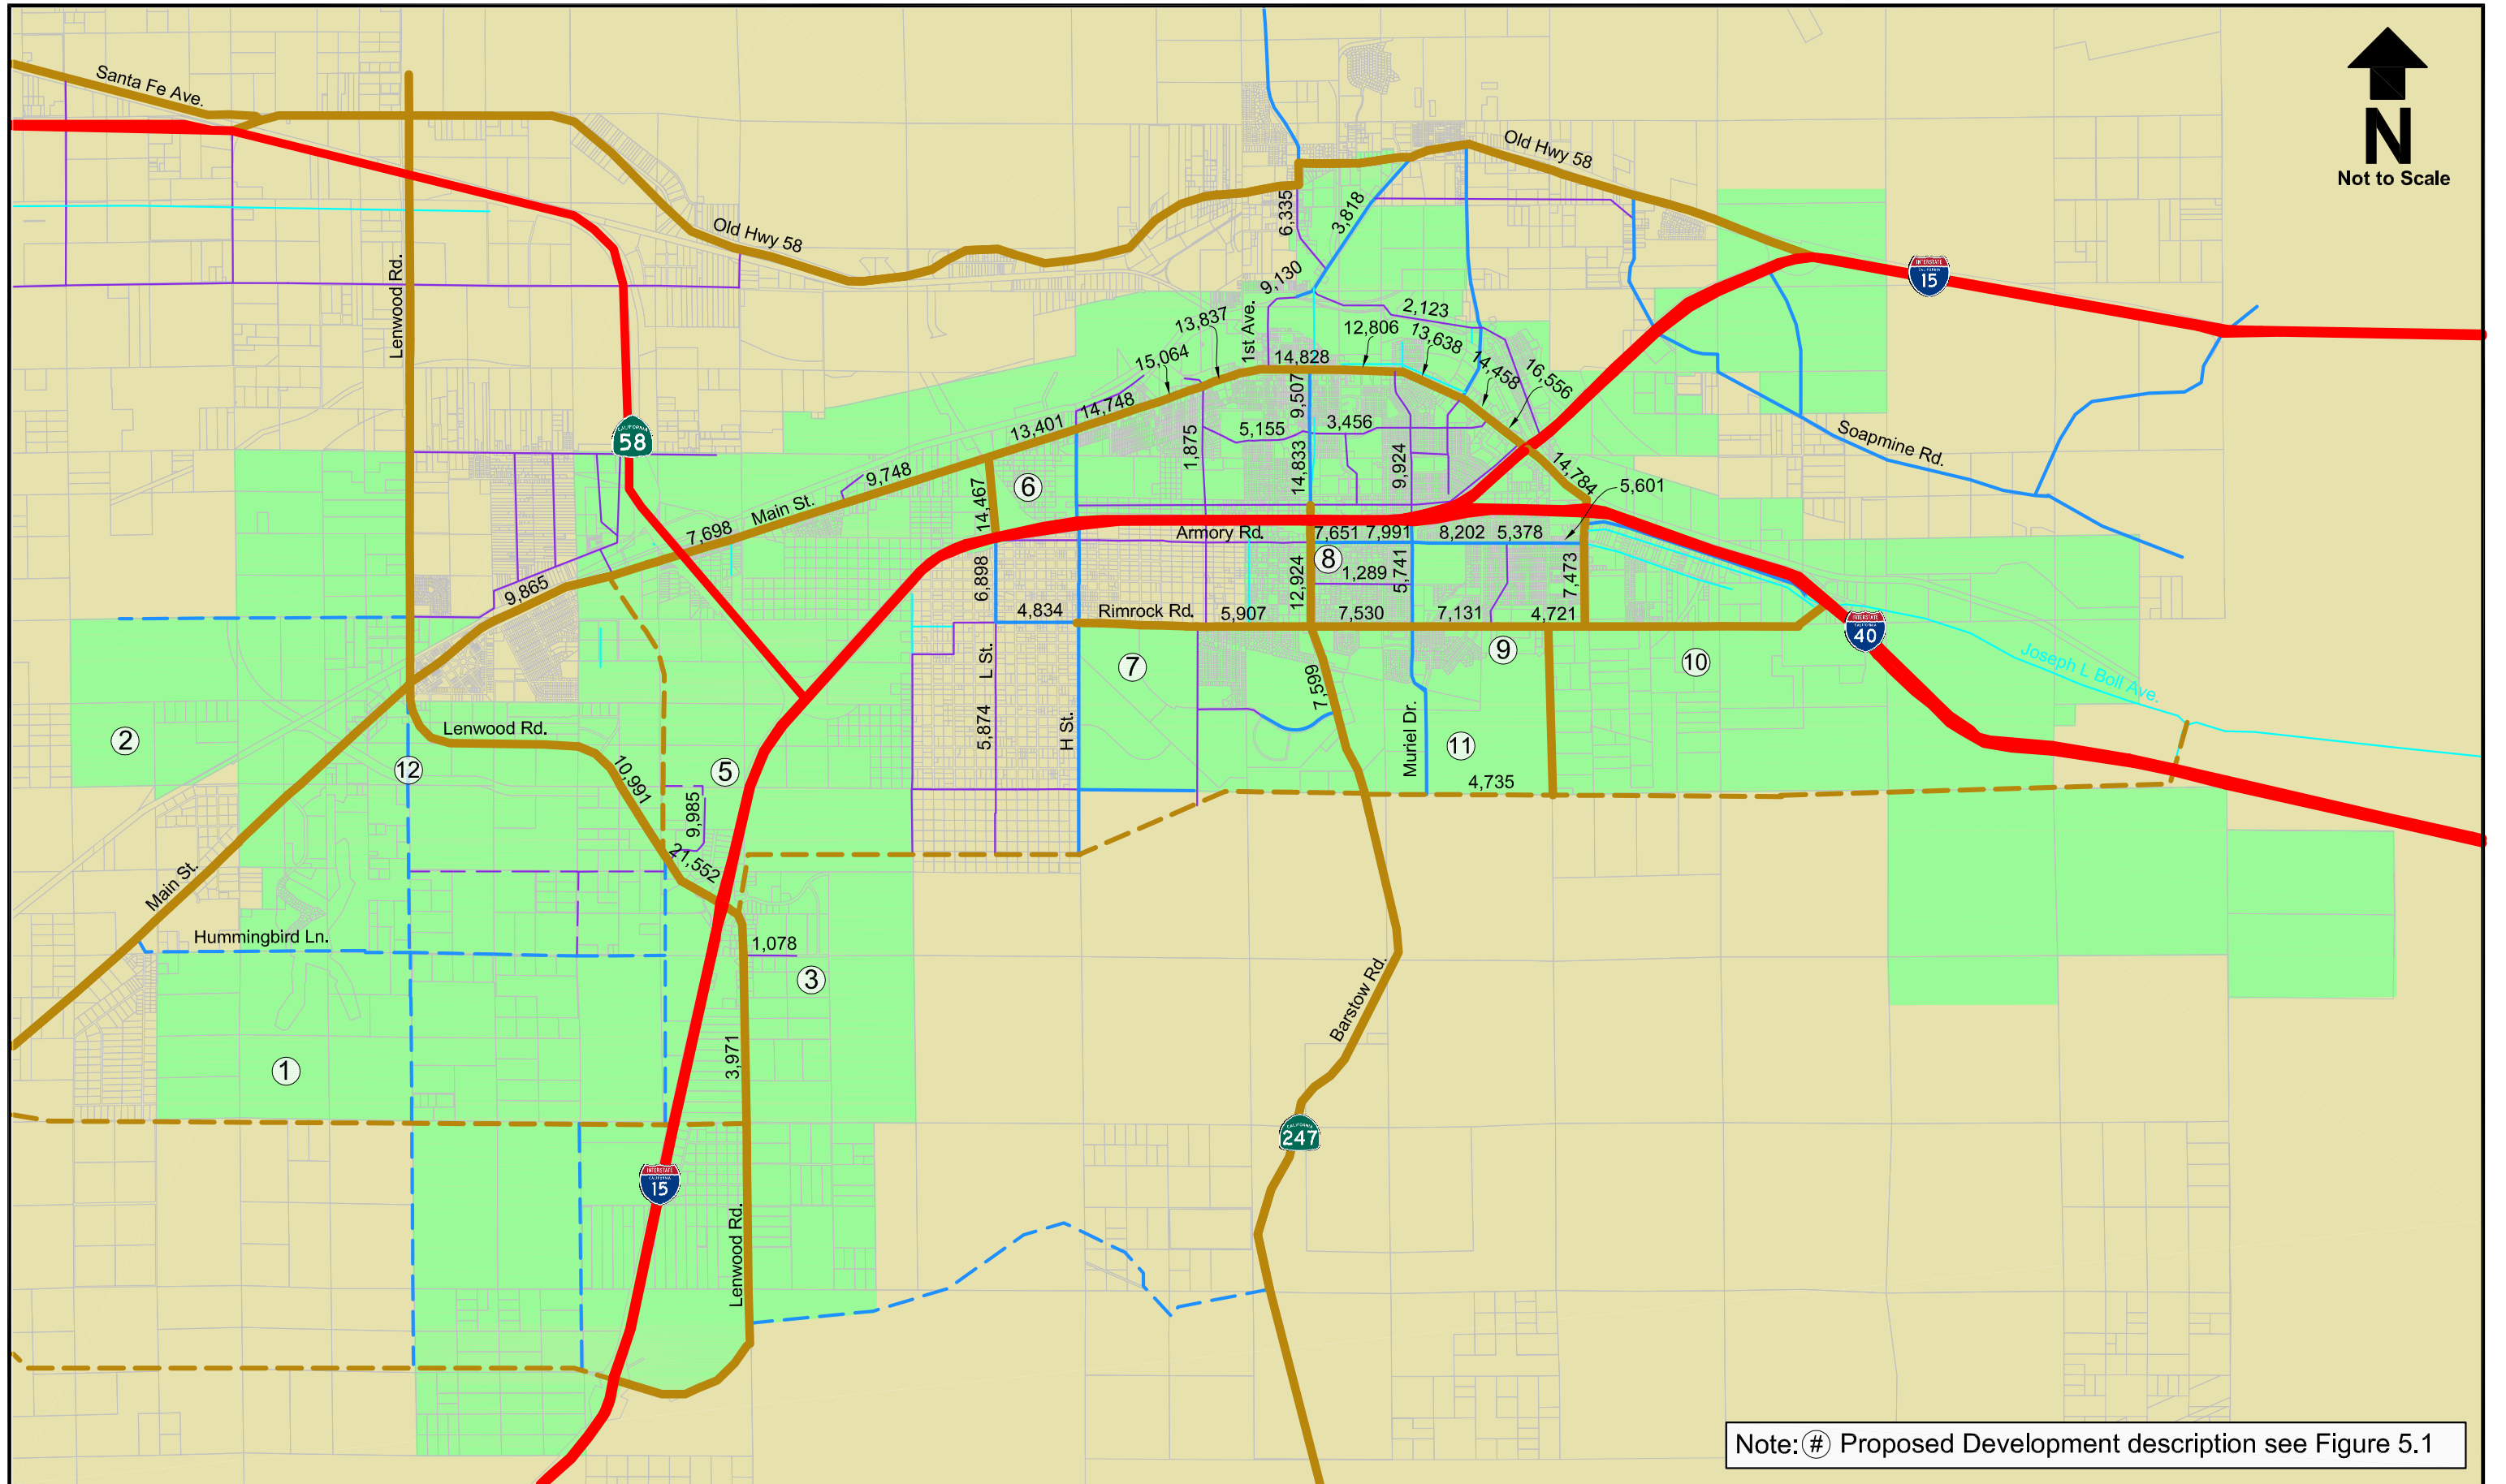 Santa Fe Ave.
N
Not to Scale
Old Hwy 58
Old Hwy 58
6,335
3,818
Lenwood Rd.
INTERSTATE
CALIFORNIA
15
9,130
2,123
13,837
1st Ave.
12,806
13,638
15,064
14,828
14,458
16,556
9,507
14,748
13,401
5,155
3,456
1,875
CALIFORNIA
58
Soapmine Rd.
9,748
14,833
9,924
14,784
6
14,467
5,601
Main St.
7,698
Armory Rd.
7,651
7,991
8,202
5,378
8
6,898
12,924
1,289
5,741
7,473
9,865
4,834
Rimrock Rd.
5,907
7,530
7,131
4,721
INTERSTATE
CALIFORNIA
40
L St.
7
9
10
Joseph L Boll Ave.
7,599
Lenwood Rd.
5,874
H St.
Muriel Dr.
2
11
12
5
10,991
4,735
9,985
21,552
Main St.
Hummingbird Ln.
1,078
3
Barstow Rd.
3,971
1
CALIFORNIA
247
INTERSTATE
CALIFORNIA
15
Lenwood Rd.
Note: # Proposed Development description see Figure 5.1